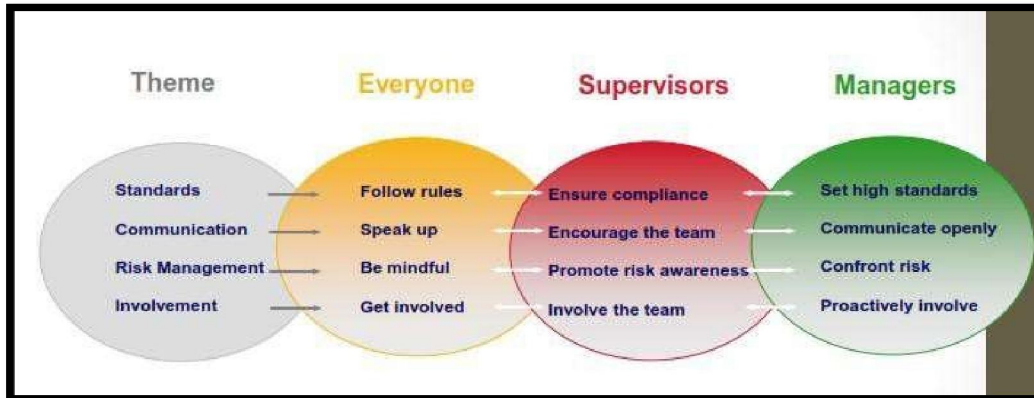 Theme Everyone Supervisors Managers
Standards Follow rules Ensure compliance Set high standards
Communication Speak up Encourage the team Communicate openly
Risk Management Be mindful Promote risk awareness Confront risk
Involvement Get involved Involve the team Proactively involve